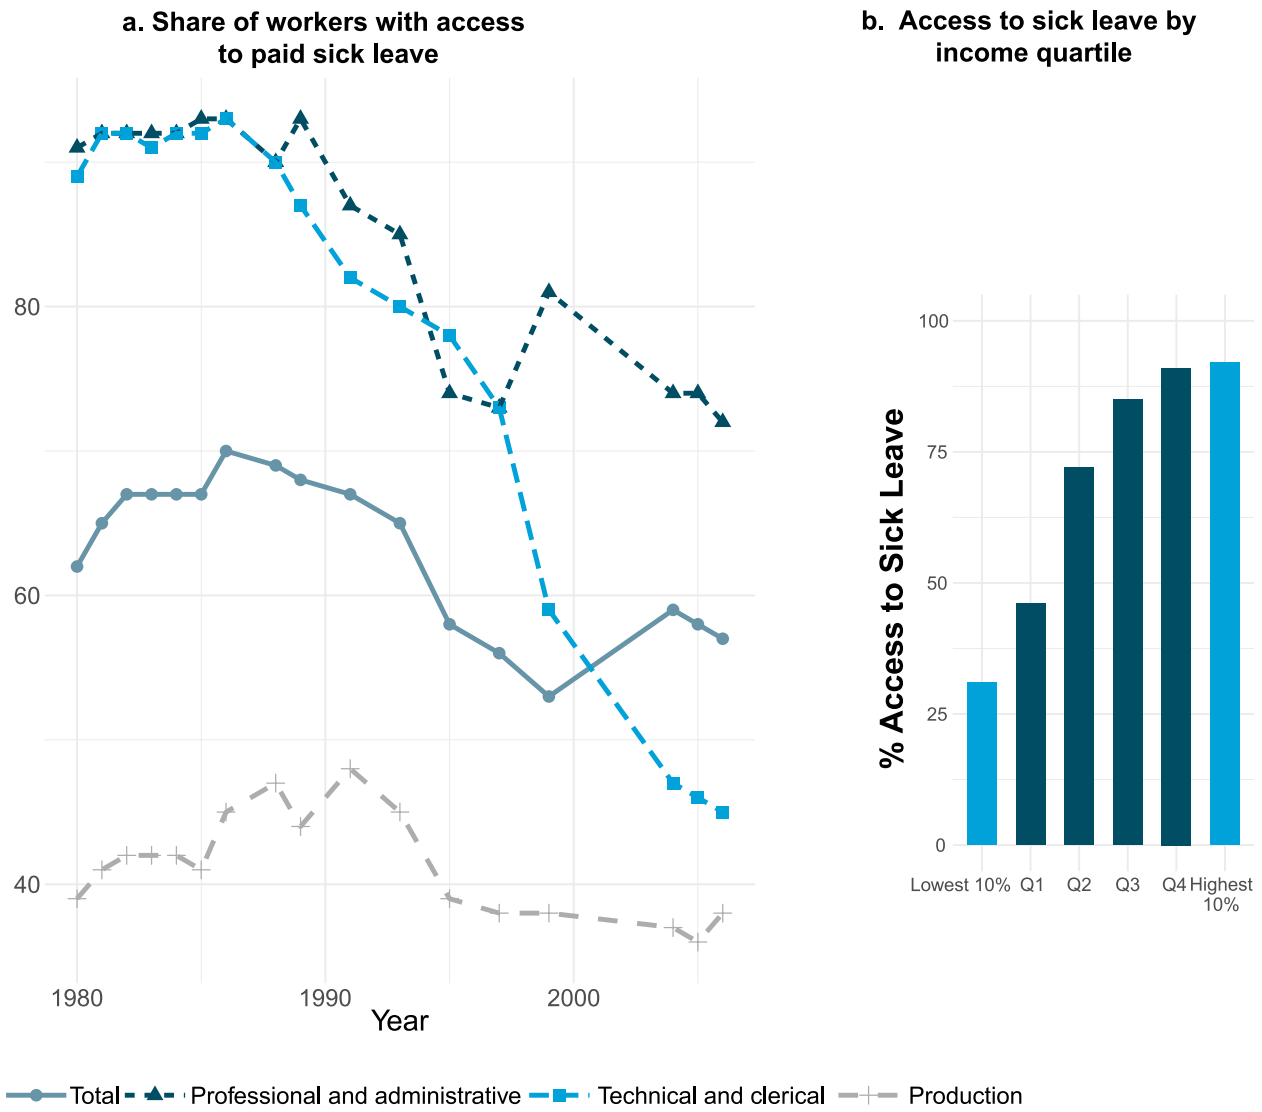 a. Share of workers with access
to paid sick leave
80
60
40
1980 1990 2000
Year
b. Access to sick leave by
income quartile
% Access to Sick Leave
100
75
50
25
0
Lowest 10% Q1 Q2 Q3 Q4 Highest
10%
Total Professional and administrative Technical and clerical Production